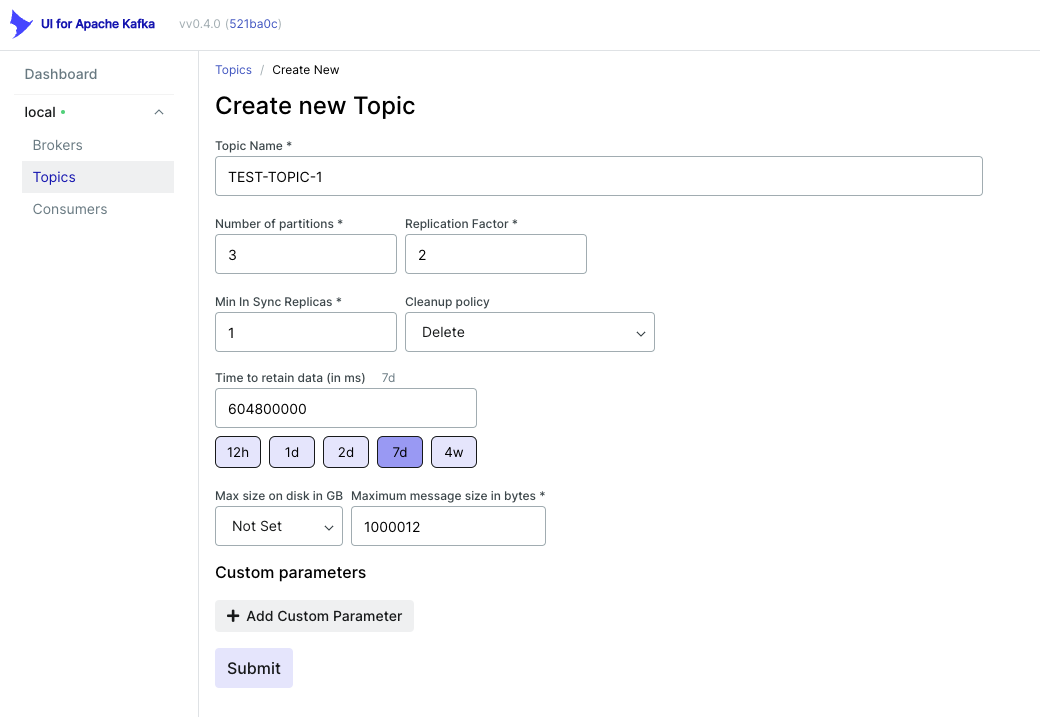 UI for Apache Kafka vv0.4.0 (521ba0c)
Dashboard
local
Brokers
Topics
Consumers
Topics / Create New
Create new Topic
Topic Name *
TEST-TOPIC-1
Number of partitions * Replication Factor *
3 2
Min In Sync Replicas * Cleanup policy
1 Delete
Time to retain data (in ms) 7d
604800000
12h 1d 2d 7d 4w
Max size on disk in GB Maximum message size in bytes *
Not Set 1000012
Custom parameters
Add Custom Parameter
Submit